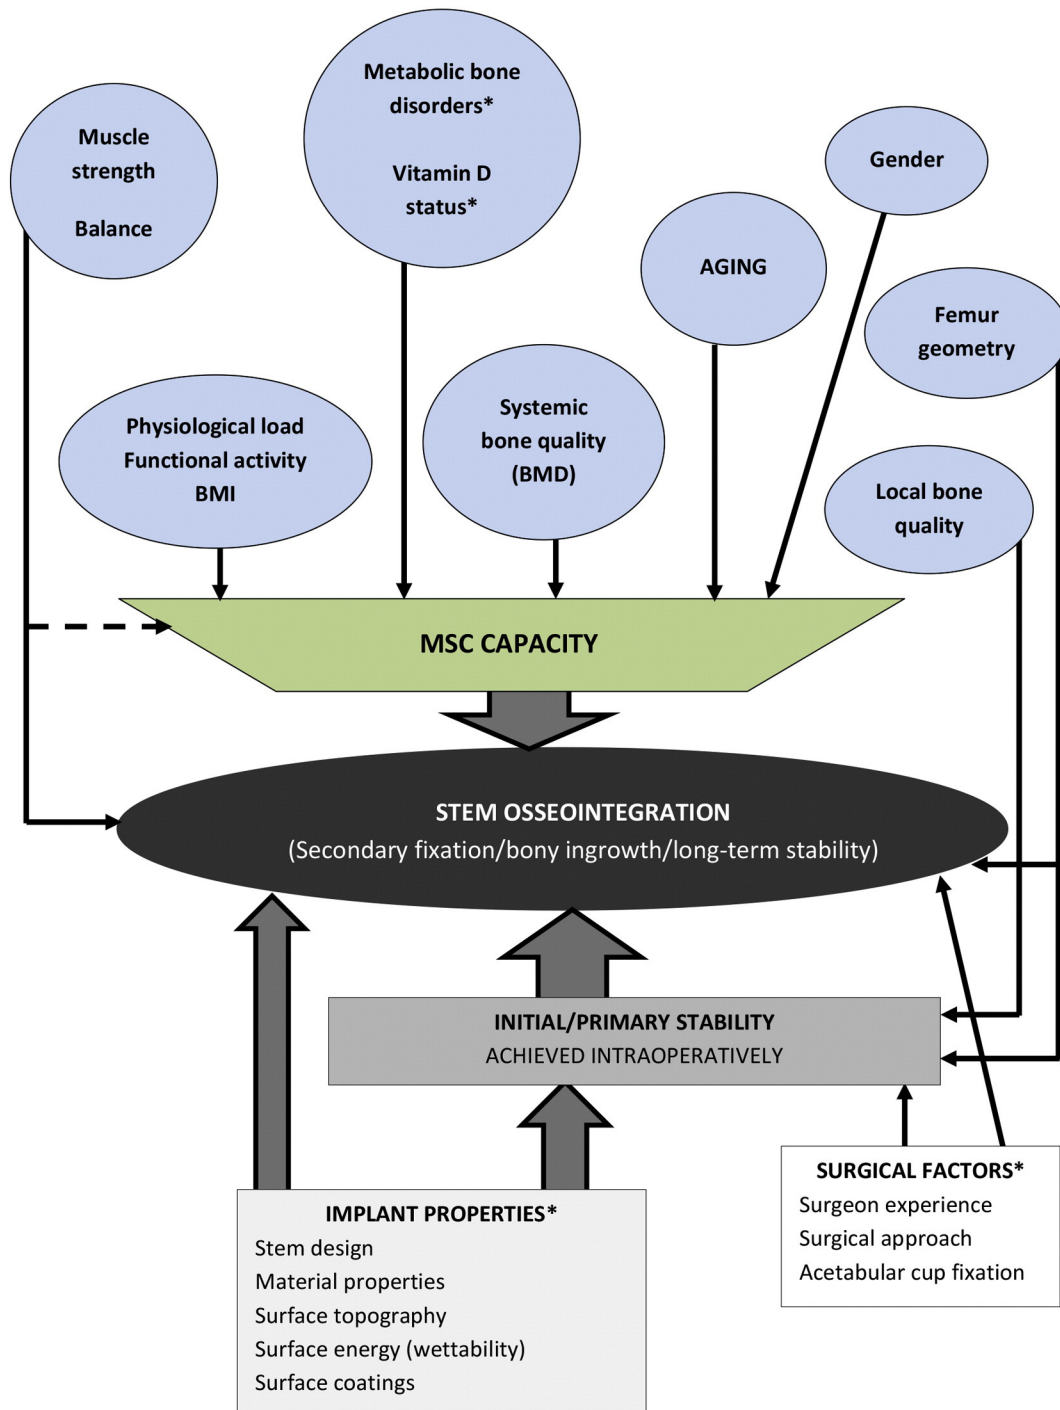 Metabolic bone
disorders*
Vitamin D
status*
Muscle
strength
Balance
Gender
AGING
Femur
geometry
Physiological load
Functional activity
BMI
Systemic
bone quality
(BMD)
Local bone
quality
MSC CAPACITY
STEM OSSEOINTEGRATION
(Secondary fixation/bony ingrowth/long-term stability)
INITIAL/PRIMARY STABILITY
ACHIEVED INTRAOPERATIVELY
IMPLANT PROPERTIES*
Stem design
Material properties
Surface topography
Surface energy (wettability)
Surface coatings
SURGICAL FACTORS*
Surgeon experience
Surgical approach
Acetabular cup fixation